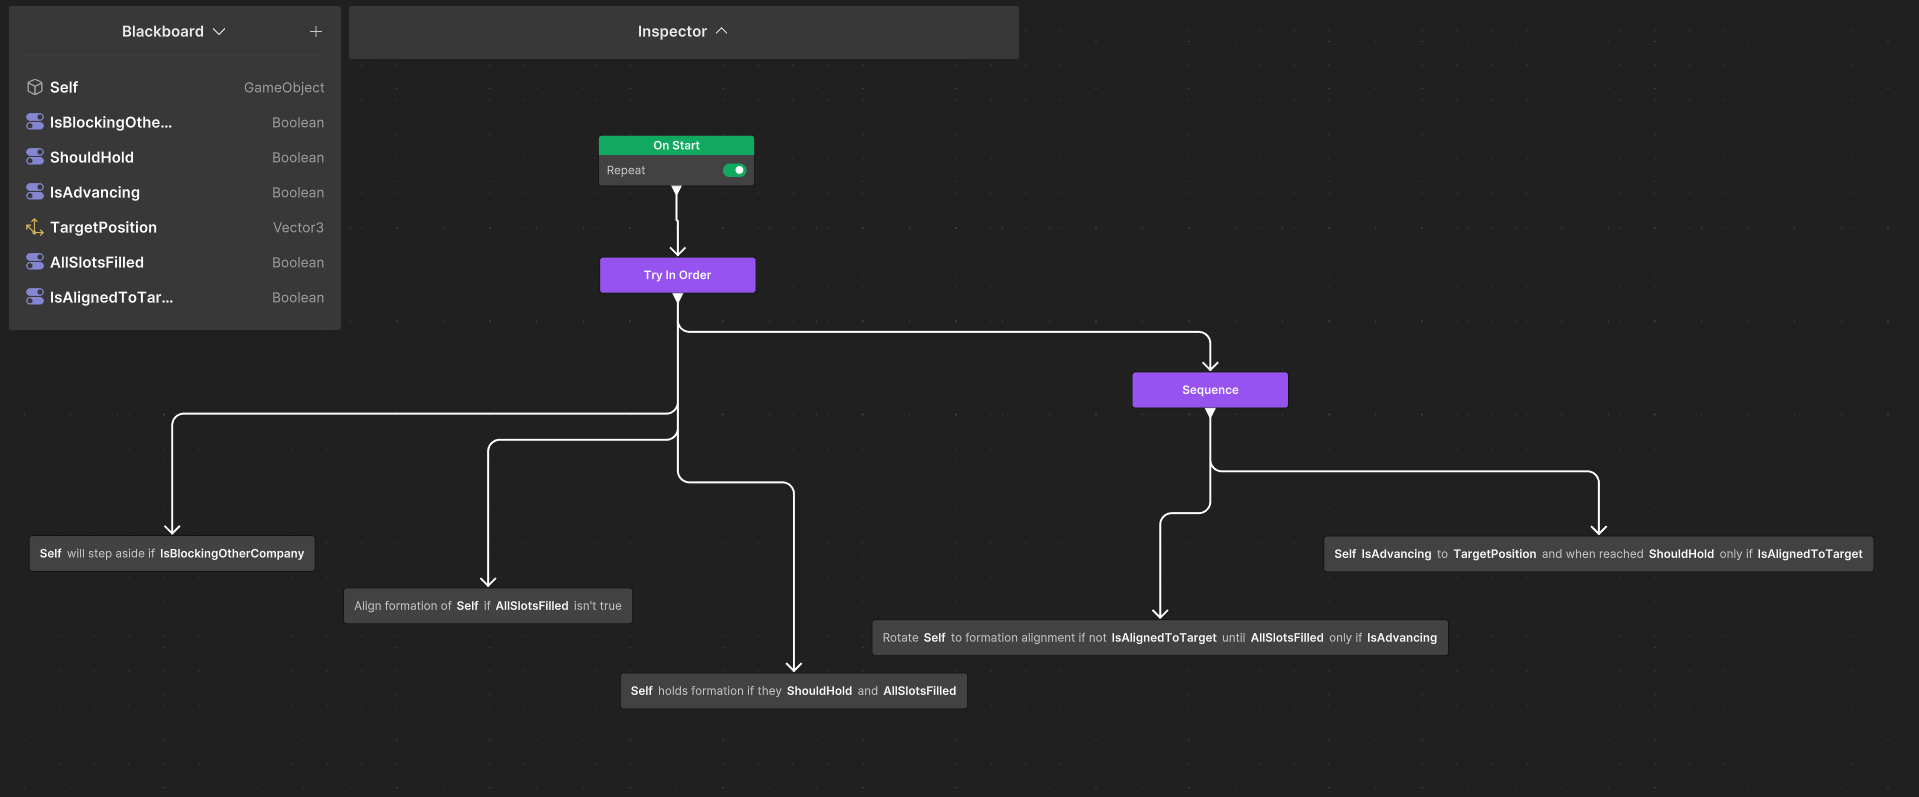 Blackboard
Inspector
Self GameObject
IsBlockingOthe... Boolean
ShouldHold Boolean
IsAdvancing Boolean
TargetPosition Vector3
AllSlotsFilled Boolean
IsAlignedToTar... Boolean
On Start
Repeat
Try In Order
Sequence
Self will step aside if IsBlockingOtherCompany
Align formation of Self if AllSlotsFilled isn't true
Self holds formation if they ShouldHold and AllSlotsFilled
Rotate Self to formation alignment if not IsAlignedToTarget until AllSlotsFilled only if IsAdvancing
Self IsAdvancing to TargetPosition and when reached ShouldHold only if IsAlignedToTarget